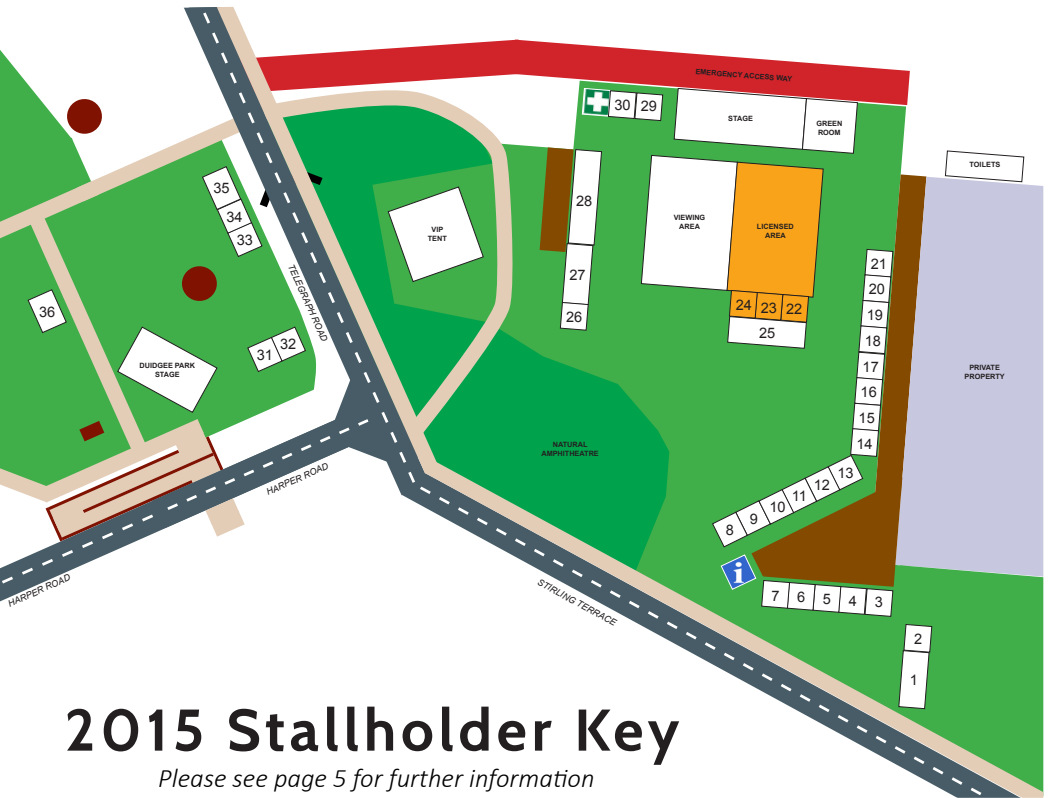 EMERGENCY ACCESS WAY
30
29
STAGE
GREEN
ROOM
TOILETS
35
34
33
28
VIP
TENT
VIEWING
AREA
LICENSED
AREA
27
26
24
23
22
25
21
20
19
18
17
16
15
14
TELEGRAPH ROAD
36
31
32
DUIDGEE PARK
STAGE
PRIVATE
PROPERTY
NATURAL
AMPHITHEATRE
HARPER ROAD
HARPER ROAD
13
12
11
10
9
8
i
7
6
5
4
3
STIRLING TERRACE
2
1
2015 Stallholder Key
Please see page 5 for further information